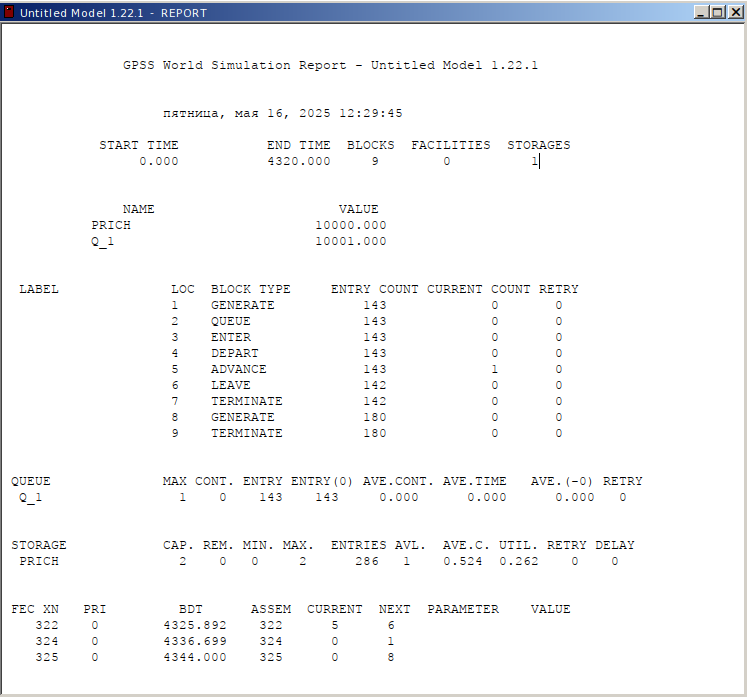 Untitled Model 1.22.1 - REPORT
GPSS World Simulation Report - Untitled Model 1.22.1
пятница, мая 16, 2025 12:29:45
START TIME END TIME BLOCKS FACILITIES STORAGES
0.000 4320.000 9 0 1
NAME VALUE
PRICH 10000.000
Q_1 10001.000
LABEL LOC BLOCK TYPE ENTRY COUNT CURRENT COUNT RETRY
1 GENERATE 143 0 0
2 QUEUE 143 0 0
3 ENTER 143 0 0
4 DEPART 143 0 0
5 ADVANCE 143 1 0
6 LEAVE 142 0 0
7 TERMINATE 142 0 0
8 GENERATE 180 0 0
9 TERMINATE 180 0 0
QUEUE MAX CONT. ENTRY ENTRY(0) AVE.CONT. AVE.TIME AVE.(-0) RETRY
Q_1 1 0 143 143 0.000 0.000 0.000 0
STORAGE CAP. REM. MIN. MAX. ENTRIES AVL. AVE.C. UTIL. RETRY DELAY
PRICH 2 0 0 2 286 1 0.524 0.262 0 0
FEC XN PRI BDT ASSEM CURRENT NEXT PARAMETER VALUE
322 0 4325.892 322 5 6
324 0 4336.699 324 0 1
325 0 4344.000 325 0 8